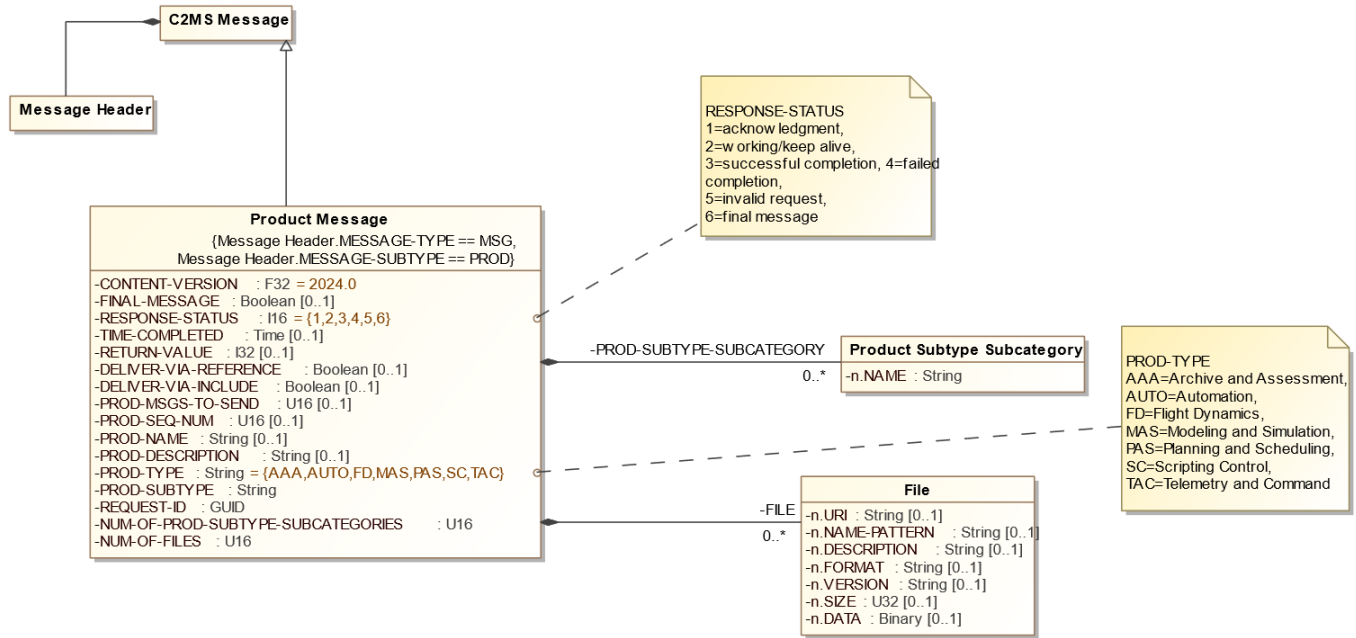 C2MS Message
Message Header
RESPONSE-STATUS
1=acknowledgment,
2=working/keep alive,
3=successful completion, 4=failed
completion,
5=invalid request,
6=final message
Product Message
{Message Header.MESSAGE-TYPE == MSG,
Message Header.MESSAGE-SUBTYPE == PROD}
-CONTENT-VERSION : F32 = 2024.0
-FINAL-MESSAGE : Boolean [0..1]
-RESPONSE-STATUS : I16 = {1,2,3,4,5,6}
-TIME-COMPLETED : Time [0..1]
-RETURN-VALUE : I32 [0..1]
-DELIVER-VIA-REFERENCE : Boolean [0..1]
-DELIVER-VIA-INCLUDE : Boolean [0..1]
-PROD-MSGS-TO-SEND : U16 [0..1]
-PROD-SEQ-NUM : U16 [0..1]
-PROD-NAME : String [0..1]
-PROD-DESCRIPTION : String [0..1]
-PROD-TYPE : String = {AAA,AUTO,FD,MAS,PAS,SC,TAC}
-PROD-SUBTYPE : String
-REQUEST-ID : GUID
-NUM-OF-PROD-SUBTYPE-SUBCATEGORIES : U16
-NUM-OF-FILES : U16
-PROD-SUBTYPE-SUBCATEGORY
0..*
Product Subtype Subcategory
-n.NAME : String
PROD-TYPE
AAA=Archive and Assessment,
AUTO=Automation,
FD=Flight Dynamics,
MAS=Modeling and Simulation,
PAS=Planning and Scheduling,
SC=Scripting Control,
TAC=Telemetry and Command
-FILE
0..*
File
-n.URI : String [0..1]
-n.NAME-PATTERN : String [0..1]
-n.DESCRIPTION : String [0..1]
-n.FORMAT : String [0..1]
-n.VERSION : String [0..1]
-n.SIZE : U32 [0..1]
-n.DATA : Binary [0..1]